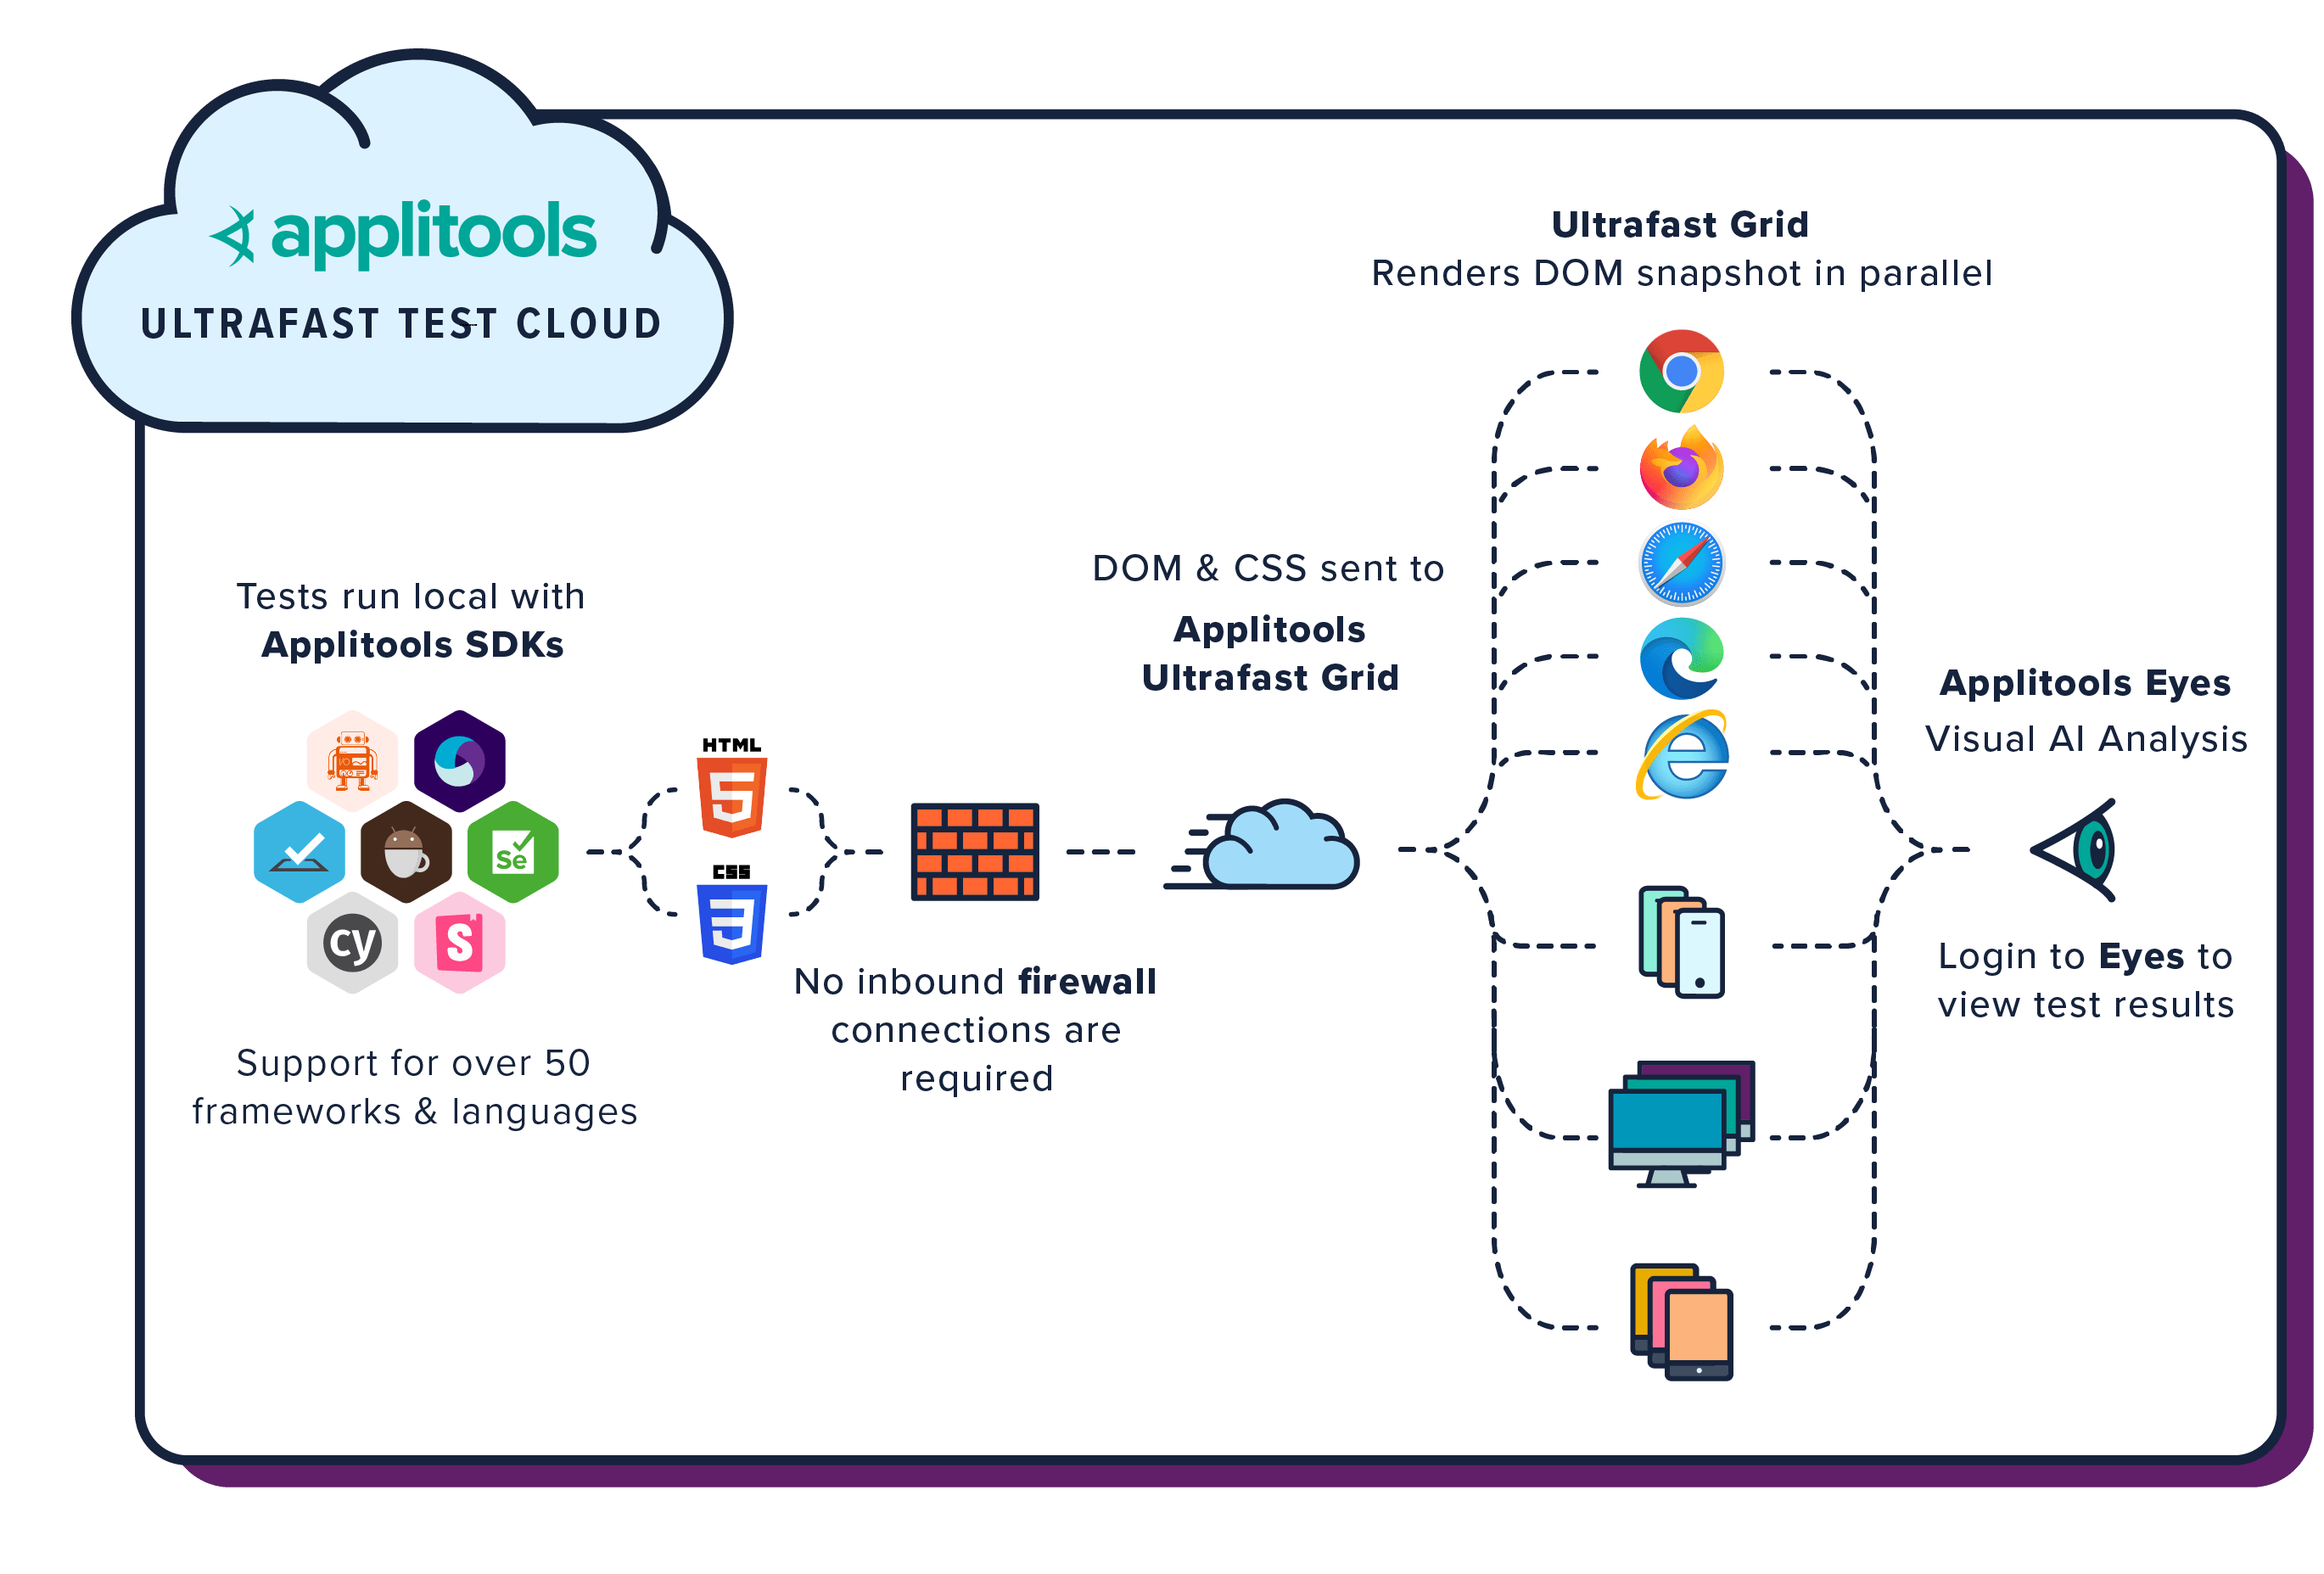 applitools
ULTRAFAST TEST CLOUD
Tests run local with
Applitools SDKs
Se
cy
S
Support for over 50
frameworks & languages
HTML
5
CSS
3
No inbound firewall
connections are
required
DOM & CSS sent to
Applitools
Ultrafast Grid
Ultrafast Grid
Renders DOM snapshot in parallel
Applitools Eyes
Visual AI Analysis
Login to Eyes to
view test results